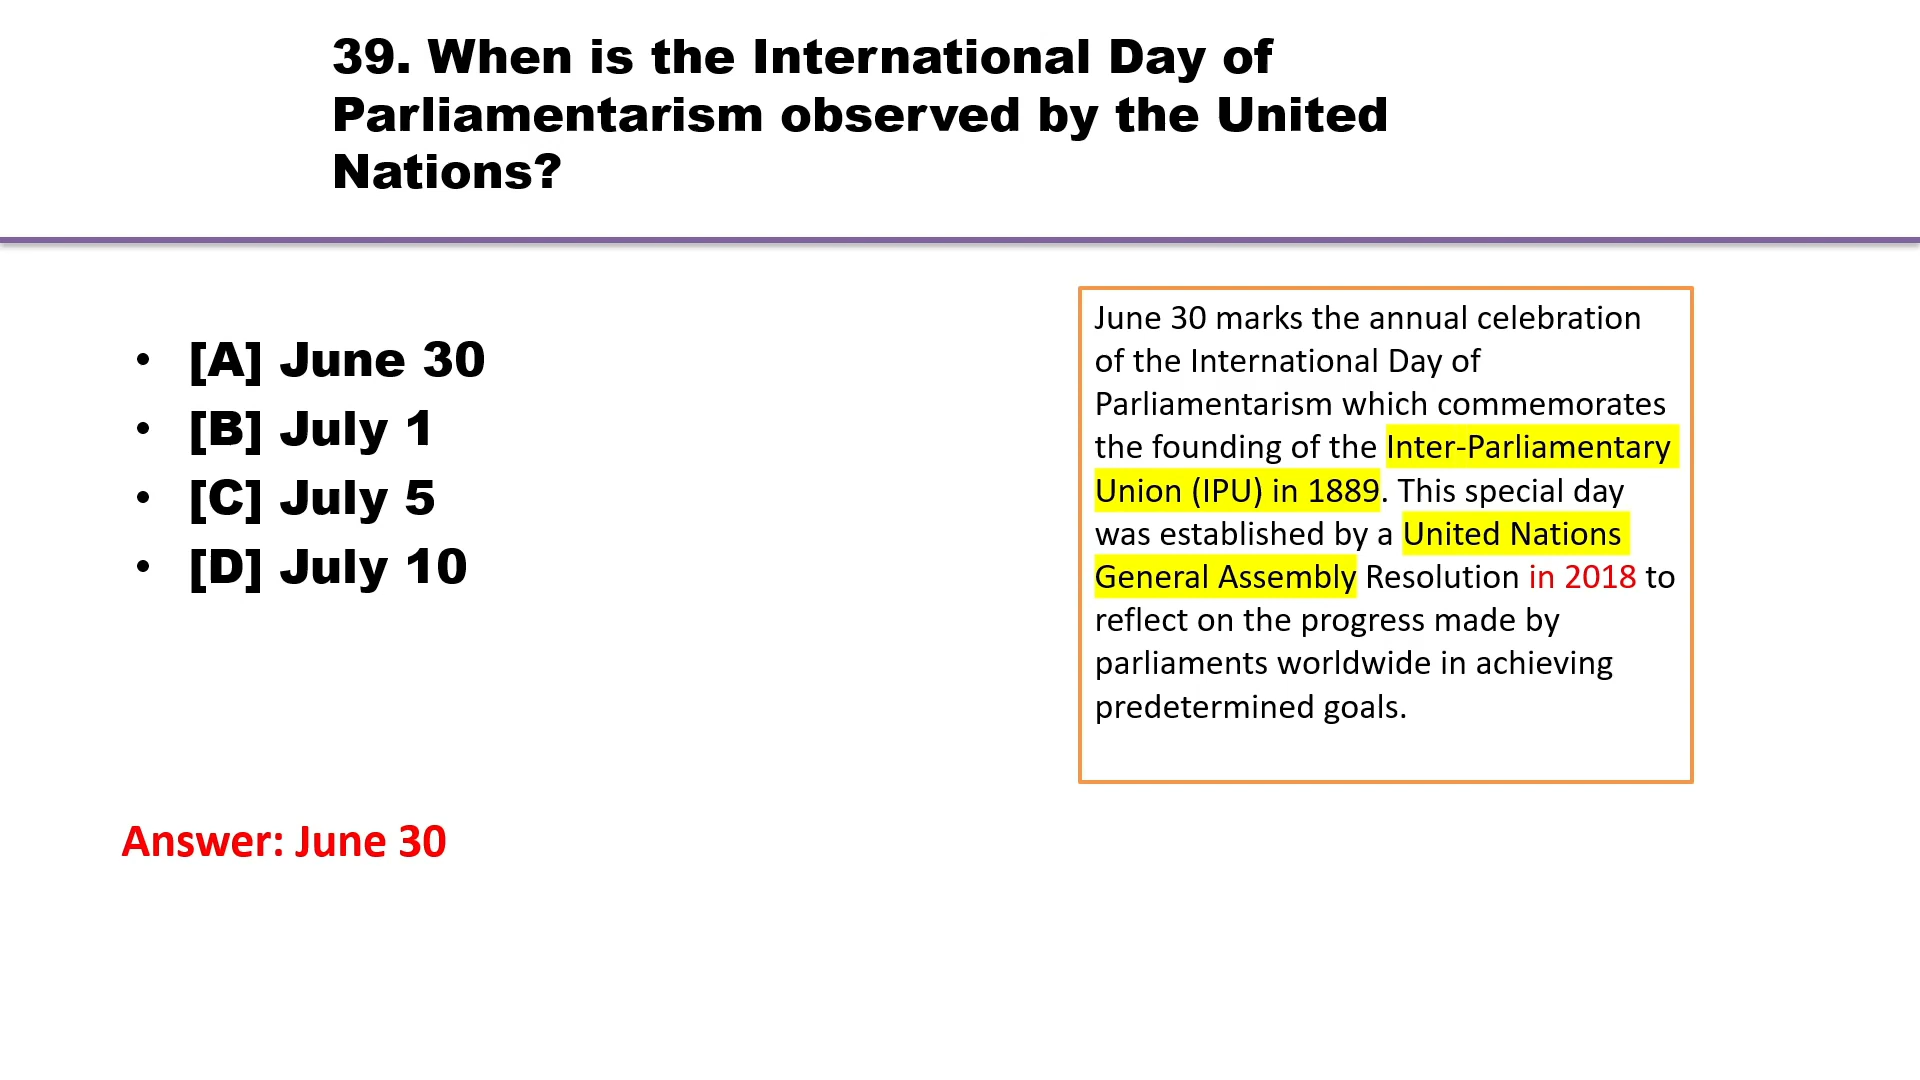 39. When is the International Day of
Parliamentarism observed by the United
Nations?
• [A] June 30
• [B] July 1
• [C] July 5
• [D] July 10
June 30 marks the annual celebration
of the International Day of
Parliamentarism which commemorates
the founding of the Inter-Parliamentary
Union (IPU) in 1889. This special day
was established by a United Nations
General Assembly Resolution in 2018 to
reflect on the progress made by
parliaments worldwide in achieving
predetermined goals.
Answer: June 30